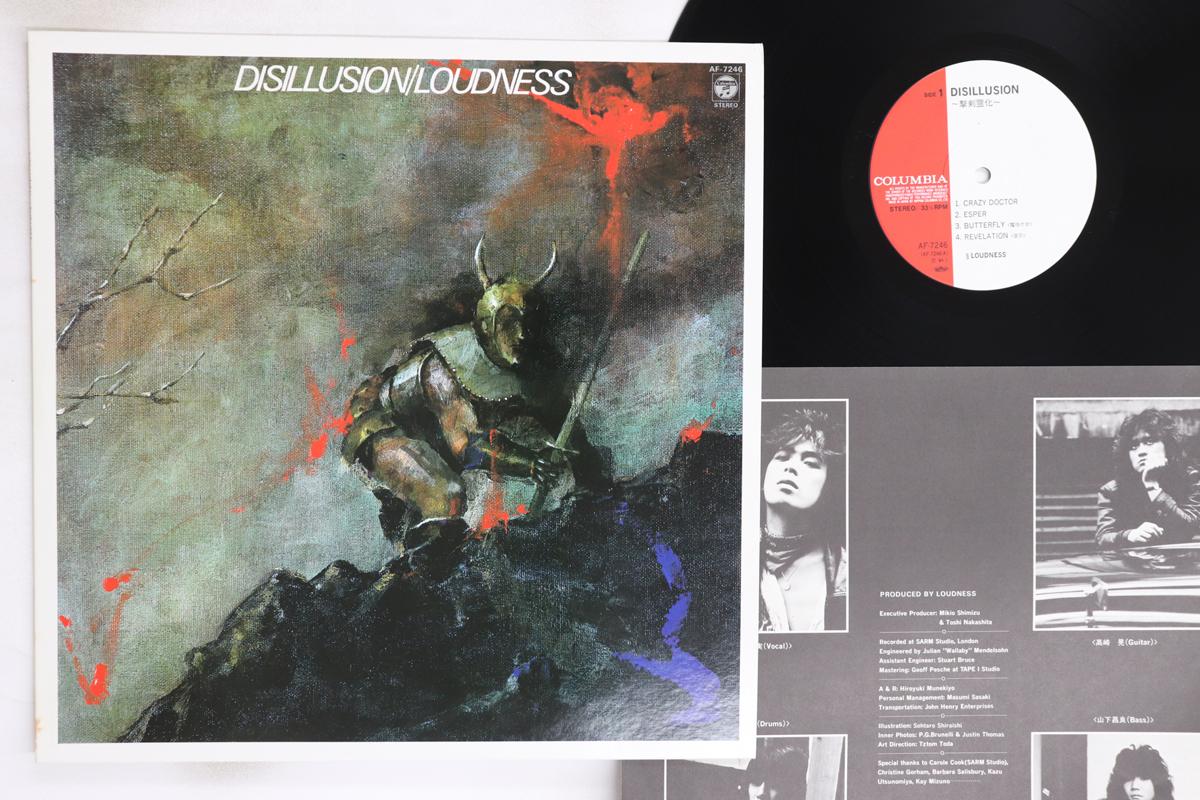 DISILLUSION/LOUDNESS
AF-7246
Columbia
STEREO
SIDE 1 DISILLUSION
～撃剣霊化～
COLUMBIA
STEREO 33⅓ RPM
1. CRAZY DOCTOR
2. ESPER
3. BUTTERFLY
4. REVELATION
AF-7246
(AF-7246A)
§ LOUDNESS
(Vocal)〉
〈高崎 晃(Guitar)〉
(Drums)〉
〈山下昌良(Bass)〉
PRODUCED BY LOUDNESS
Executive Producer: Mikio Shimizu
& Toshi Nakashita
Recorded at SARM Studio, London
Engineered by Julian "Wallaby" Mendelsohn
Assistant Engineer: Stuart Bruce
Mastering: Geoff Pesche at TAPE I Studio
A & R: Hiroyuki Munekiyo
Personal Management: Masumi Sasaki
Transportation: John Henry Enterprises
Illustration: Sohtaro Shiraishi
Inner Photos: P.G.Brunelli & Justin Thomas
Art Direction: Tztom Toda
Special thanks to Carole Cook(SARM Studio),
Christine Gorham, Barbara Salisbury, Kazu
Utsunomiya, Kay Mizuno